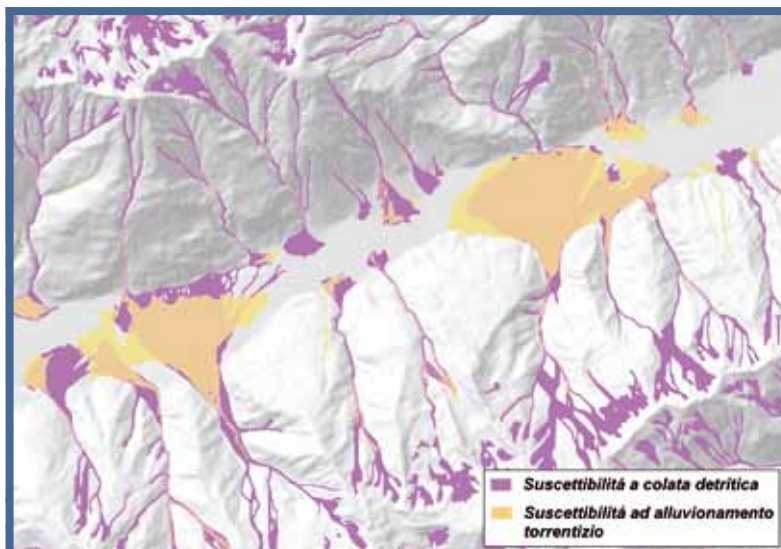 Suscettibilitá a colata detritica
Suscettibilitá ad alluvionamento
torrentizio